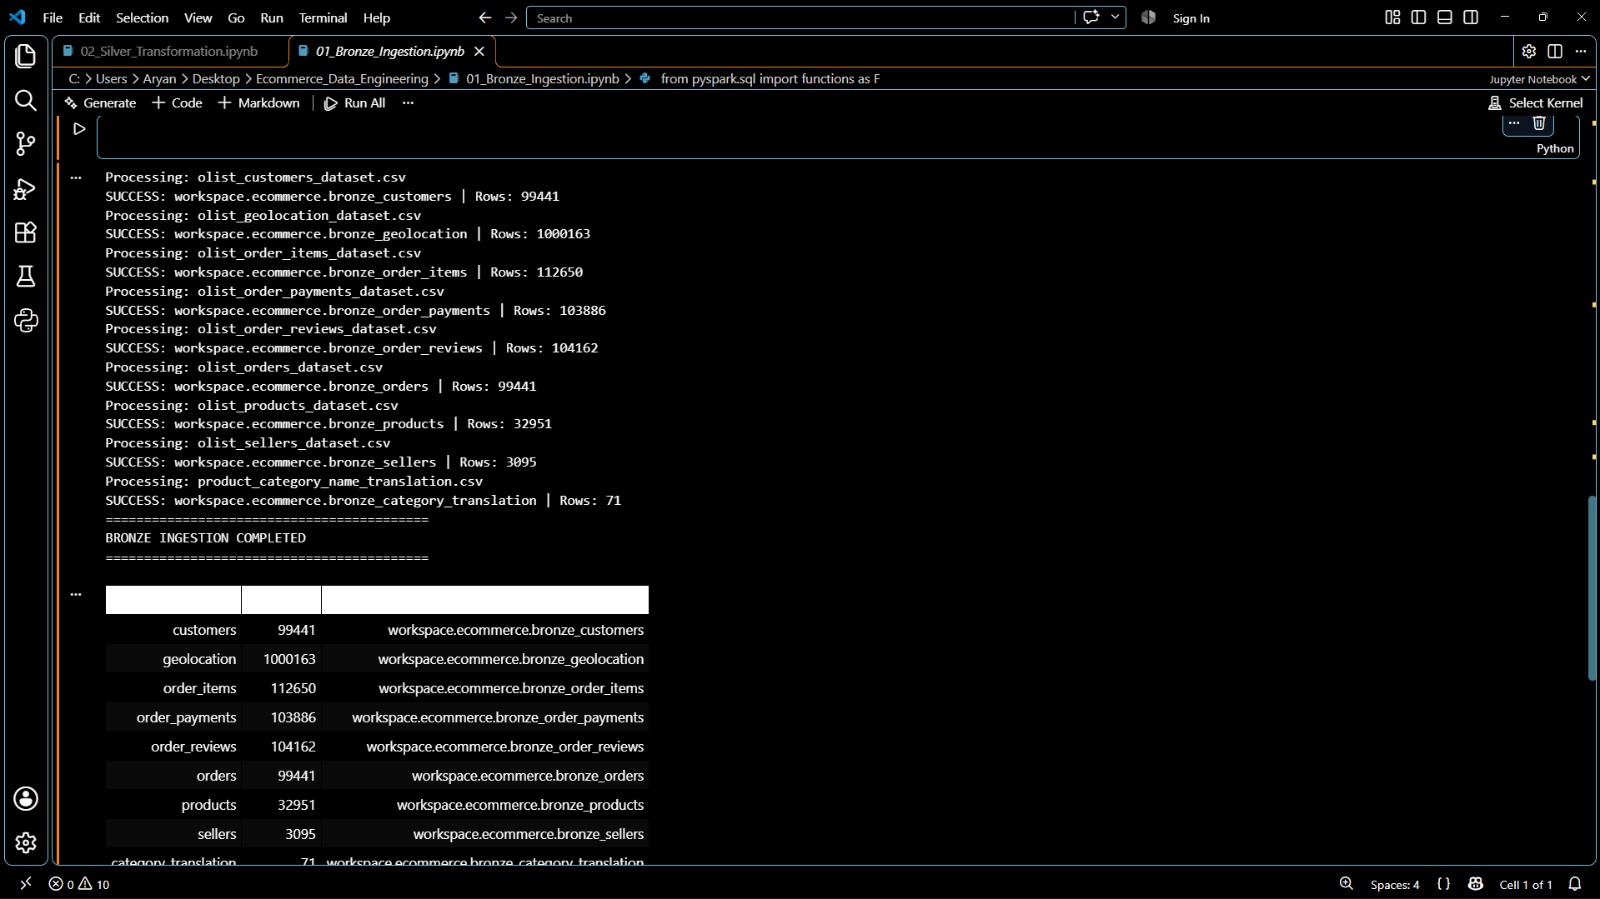 File Edit Selection View Go Run Terminal Help Search Sign In
02_Silver_Transformation.ipynb 01_Bronze_Ingestion.ipynb
C: > Users > Aryan > Desktop > Ecommerce_Data_Engineering > 01_Bronze_Ingestion.ipynb > from pyspark.sql import functions as F
Jupyter Notebook
Generate + Code + Markdown | Run All ...
Select Kernel
Python
Processing: olist_customers_dataset.csv
SUCCESS: workspace.ecommerce.bronze_customers | Rows: 99441
Processing: olist_geolocation_dataset.csv
SUCCESS: workspace.ecommerce.bronze_geolocation | Rows: 1000163
Processing: olist_order_items_dataset.csv
SUCCESS: workspace.ecommerce.bronze_order_items | Rows: 112650
Processing: olist_order_payments_dataset.csv
SUCCESS: workspace.ecommerce.bronze_order_payments | Rows: 103886
Processing: olist_order_reviews_dataset.csv
SUCCESS: workspace.ecommerce.bronze_order_reviews | Rows: 104162
Processing: olist_orders_dataset.csv
SUCCESS: workspace.ecommerce.bronze_orders | Rows: 99441
Processing: olist_products_dataset.csv
SUCCESS: workspace.ecommerce.bronze_products | Rows: 32951
Processing: olist_sellers_dataset.csv
SUCCESS: workspace.ecommerce.bronze_sellers | Rows: 3095
Processing: product_category_name_translation.csv
SUCCESS: workspace.ecommerce.bronze_category_translation | Rows: 71
==========================================
BRONZE INGESTION COMPLETED
==========================================
customers 99441 workspace.ecommerce.bronze_customers
geolocation 1000163 workspace.ecommerce.bronze_geolocation
order_items 112650 workspace.ecommerce.bronze_order_items
order_payments 103886 workspace.ecommerce.bronze_order_payments
order_reviews 104162 workspace.ecommerce.bronze_order_reviews
orders 99441 workspace.ecommerce.bronze_orders
products 32951 workspace.ecommerce.bronze_products
sellers 3095 workspace.ecommerce.bronze_sellers
category_translation 71 workspace.ecommerce.bronze_category_translation
0 10 Spaces: 4 {} Cell 1 of 1